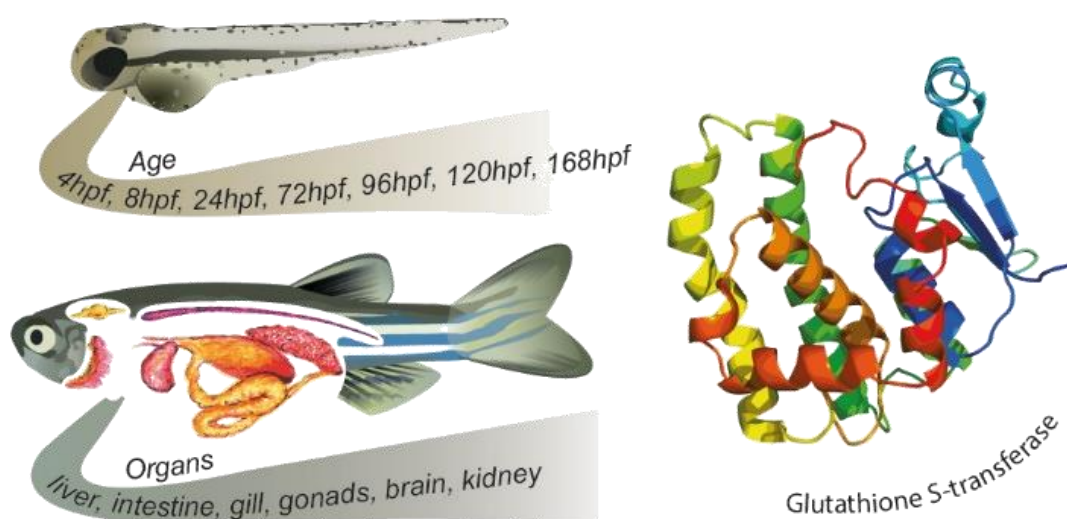 Age
4hpf, 8hpf, 24hpf, 72hpf, 96hpf, 120hpf, 168hpf
Organs
liver, intestine, gill, gonads, brain, kidney
Glutathione S-transferase